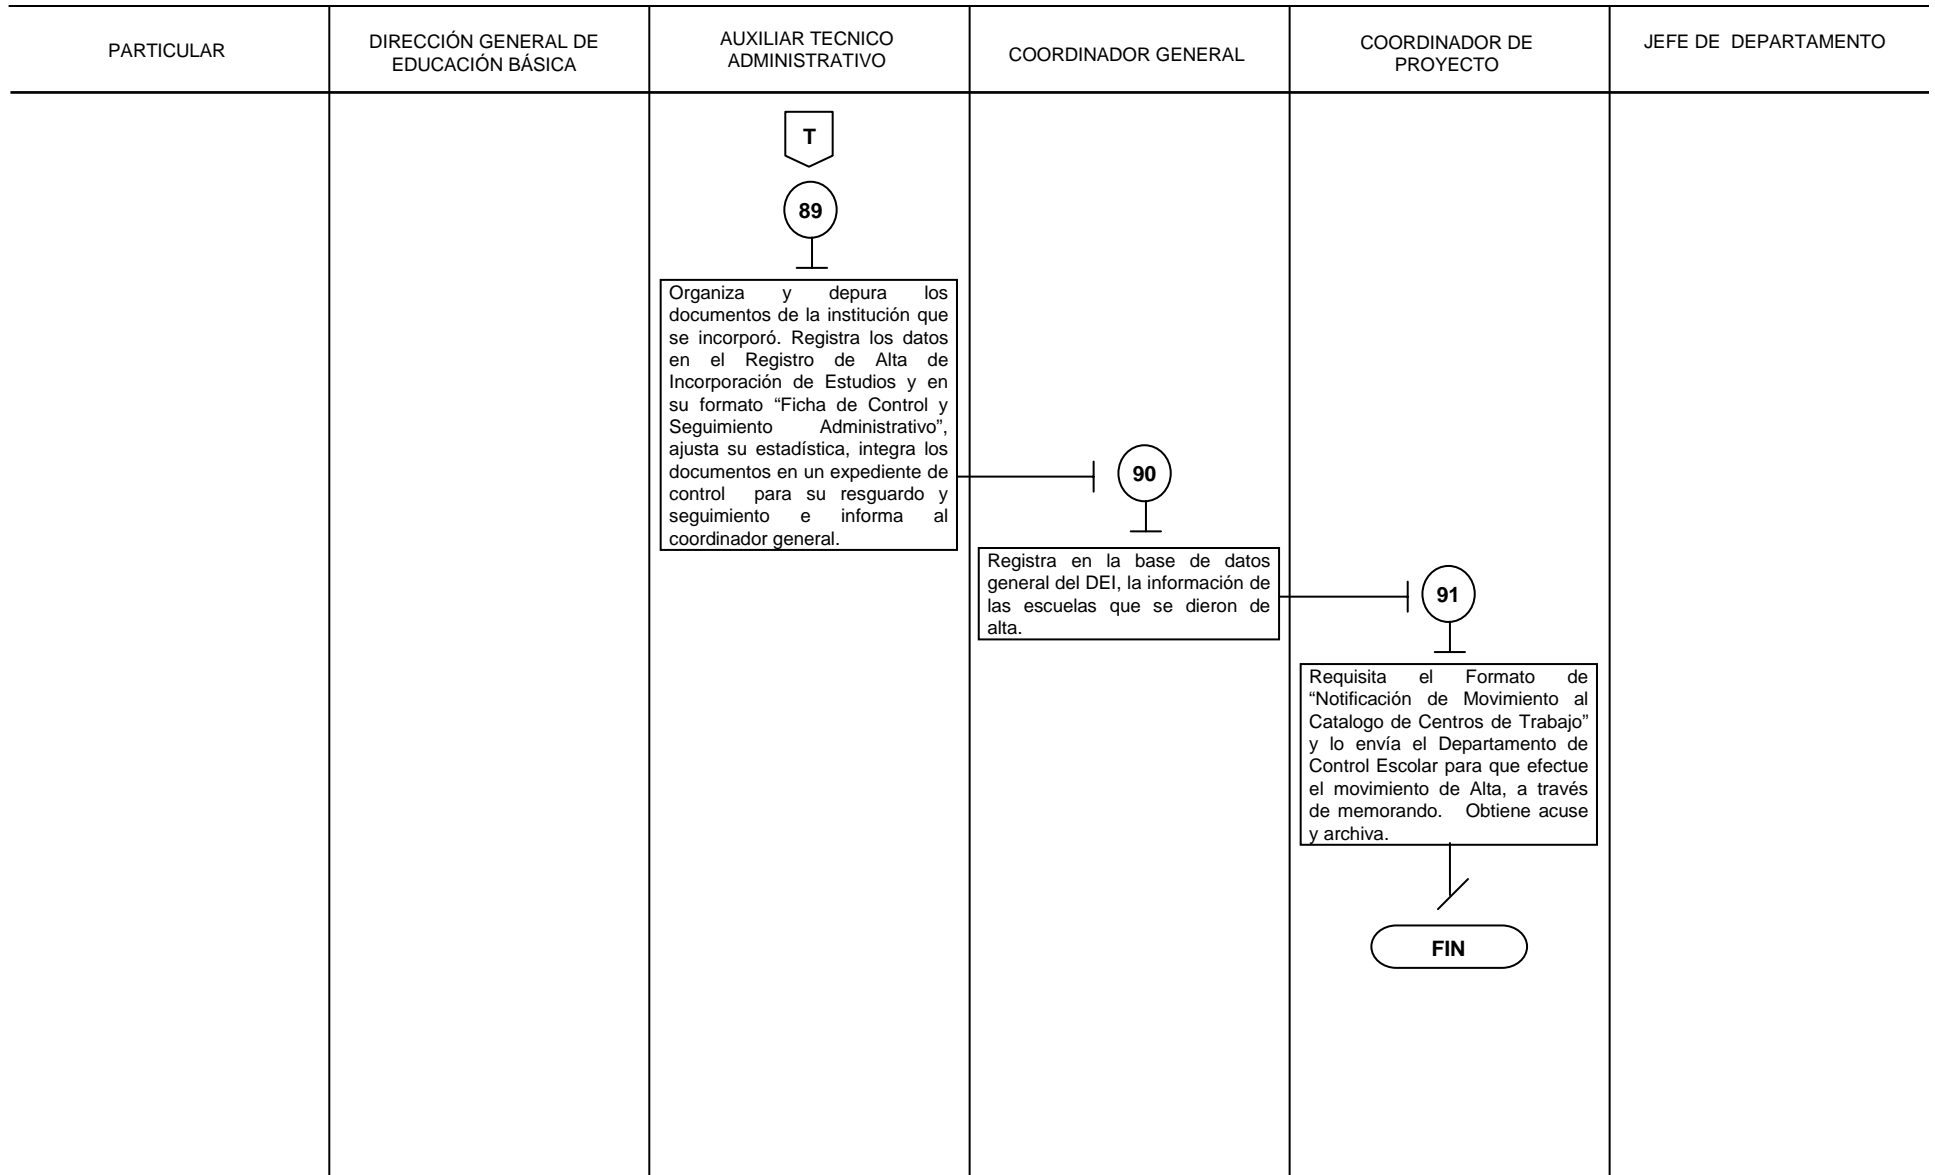 PARTICULAR
DIRECCIÓN GENERAL DE
EDUCACIÓN BÁSICA
AUXILIAR TECNICO
ADMINISTRATIVO
COORDINADOR GENERAL
COORDINADOR DE
PROYECTO
JEFE DE DEPARTAMENTO
T
89
Organiza y depura los
documentos de la institución que
se incorporó. Registra los datos
en el Registro de Alta de
Incorporación de Estudios y en
su formato “Ficha de Control y
Seguimiento Administrativo”,
ajusta su estadística, integra los
documentos en un expediente de
control para su resguardo y
seguimiento e informa al
coordinador general.
90
Registra en la base de datos
general del DEI, la información de
las escuelas que se dieron de
alta.
91
Requisita el Formato de
“Notificación de Movimiento al
Catalogo de Centros de Trabajo”
y lo envía el Departamento de
Control Escolar para que efectue
el movimiento de Alta, a través
de memorando. Obtiene acuse
y archiva.
FIN